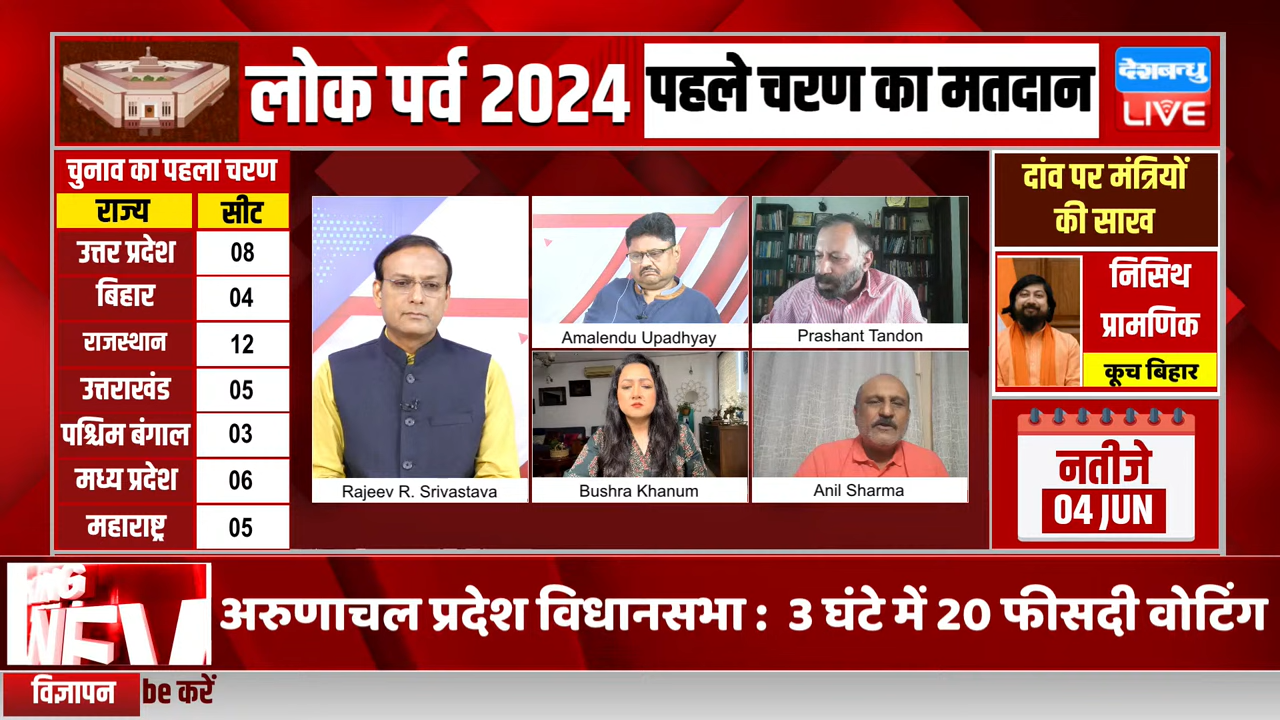 लोक पर्व 2024
पहले चरण का मतदान
देशबन्धु
LIVE
चुनाव का पहला चरण
राज्य सीट
उत्तर प्रदेश 08
बिहार 04
राजस्थान 12
उत्तराखंड 05
पश्चिम बंगाल 03
मध्य प्रदेश 06
महाराष्ट्र 05
Rajeev R. Srivastava
Amalendu Upadhyay
Prashant Tandon
Bushra Khanum
Anil Sharma
दांव पर मंत्रियों
की साख
निसिथ
प्रामणिक
कूच बिहार
नतीजे
04 JUN
अरुणाचल प्रदेश विधानसभा : 3 घंटे में 20 फीसदी वोटिंग
विज्ञापन
be करें